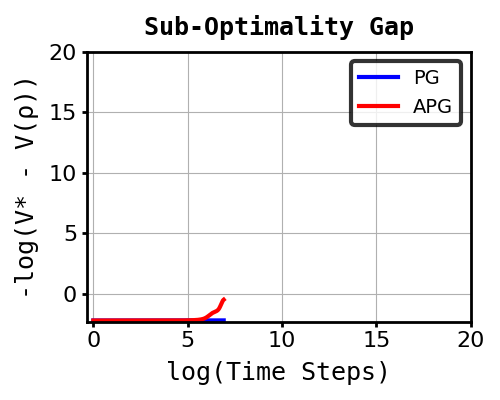 Sub-Optimality Gap
-log(V* - V(ρ))
20
15
10
5
0
PG
APG
0 5 10 15 20
log(Time Steps)